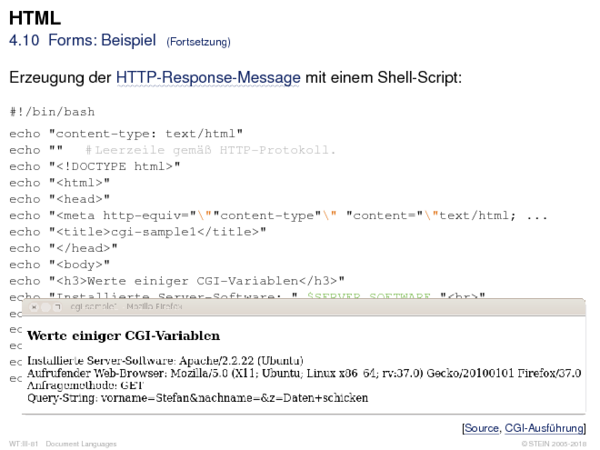 HTML
4.10 Forms: Beispiel (Fortsetzung)
Erzeugung der HTTP-Response-Message mit einem Shell-Script:
#!/bin/bash
echo "content-type: text/html"
echo "" #Leerzeile gemäß HTTP-Protokoll.
echo "<!DOCTYPE html>"
echo "<html>"
echo "<head>"
echo "<meta http-equiv="\""content-type"\" "content="\"text/html; ...
echo "<title>cgi-sample1</title>"
echo "</head>"
echo "<body>"
echo "<h3>Werte einiger CGI-Variablen</h3>"
echo "Installierte Server-Software: " $SERVER_SOFTWARE "<br>"
cgi-sample1 - Mozilla Firefox
ec
Werte einiger CGI-Variablen
ec
ec
Installierte Server-Software: Apache/2.2.22 (Ubuntu)
ec
Aufrufender Web-Browser: Mozilla/5.0 (X11; Ubuntu; Linux x86_64; rv:37.0) Gecko/20100101 Firefox/37.0
ec
Anfragemethode: GET
Query-String: vorname=Stefan&nachname=&z=Daten+schicken
[Source, CGI-Ausführung]
WT:III-81 Document Languages © STEIN 2005-2018